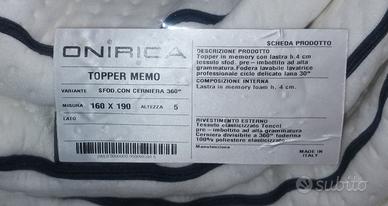 ONIRICA
TOPPER MEMO
VARIANTE SFOD.CON CERNIERA 360°
MISURA 160 X 190 ALTEZZA 5
LATO
SCHEDA PRODOTTO
DESCRIZIONE PRODOTTO
Topper in memory con lastra h.4 cm
tessuto sfod. pre - imbottito ad alta
grammatura.Fodera lavabile lavatrice
professionale ciclo delicato lana 30°
COMPOSIZIONE INTERNA
Lastra in memory foam h. 4 cm.
RIVESTIMENTO ESTERNO
Tessuto elasticizzato Tencel
pre - imbottito ad alta grammatura
Cerniera divisibile a 360° foderina
100% poliestere elasticizzato
Manutenzione
MADE IN
ITALY
subito